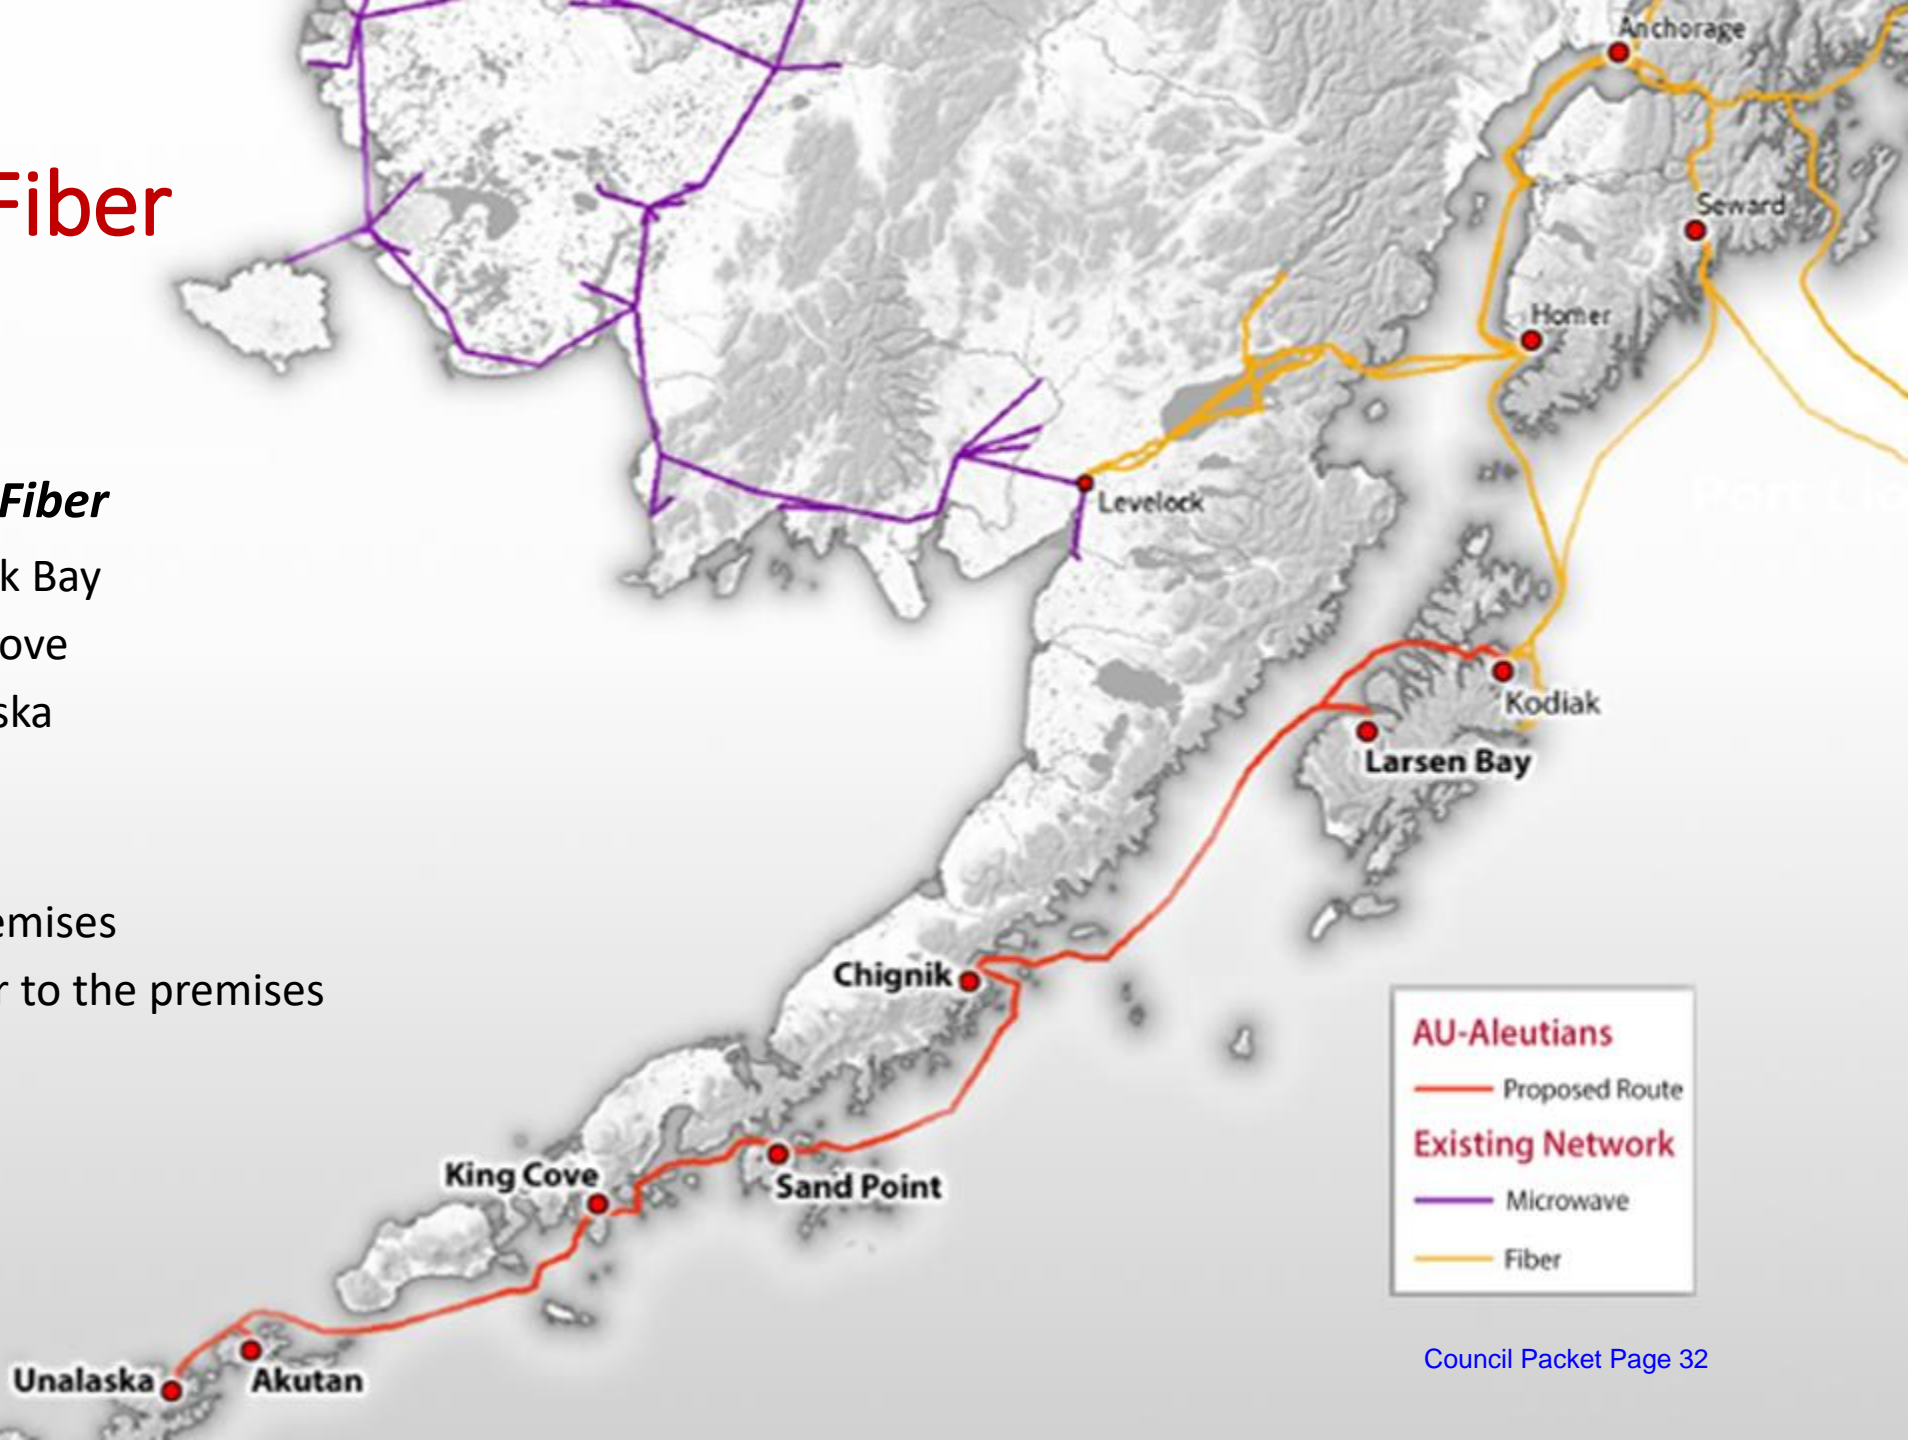 Fiber
Fiber
k Bay
ove
ska
emises
r to the premises
Anchorage
Seward
Homer
Levelock
Kodiak
Larsen Bay
Chignik
King Cove
Sand Point
Unalaska
Akutan
AU-Aleutians
Proposed Route
Existing Network
Microwave
Fiber
Council Packet Page 32